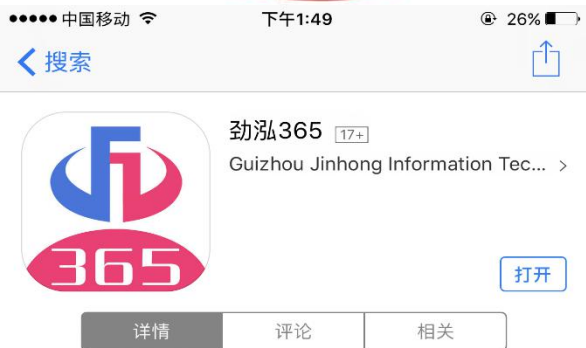 中国移动 下午1:49 26%
搜索
劲泓365 17+
Guizhou Jinhong Information Tec...
365
打开
详情 评论 相关